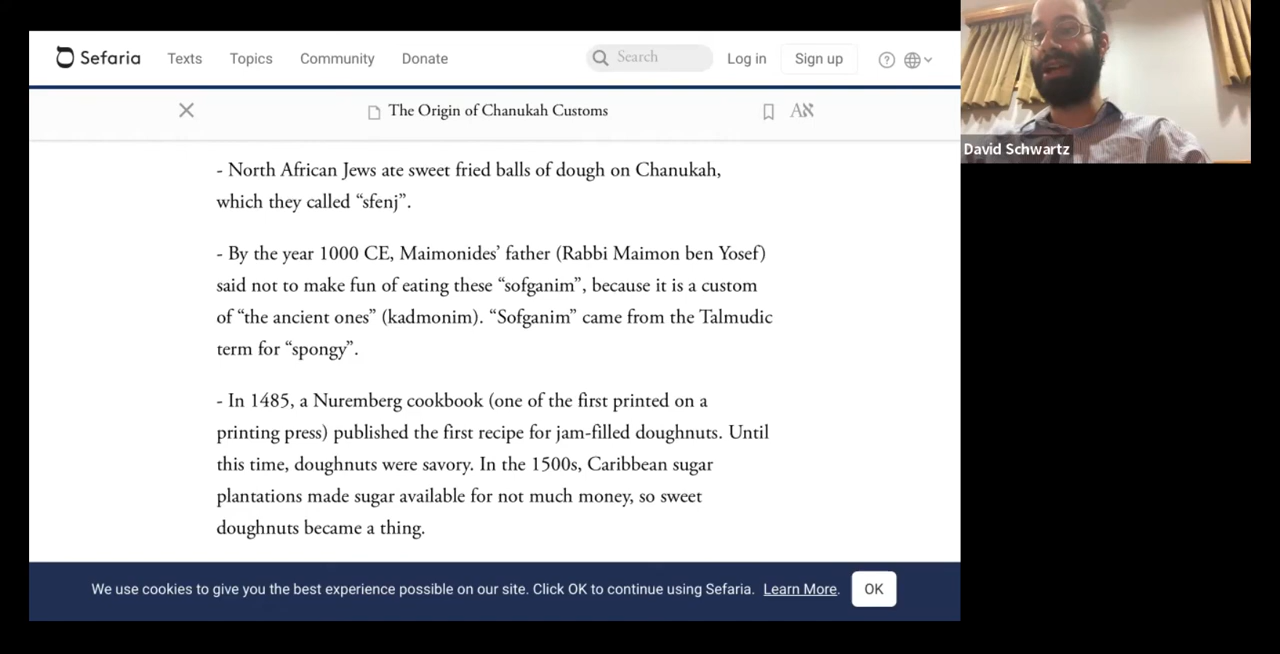 Sefaria Texts Topics Community Donate Search Log in Sign up
The Origin of Chanukah Customs Aא
- North African Jews ate sweet fried balls of dough on Chanukah,
which they called “sfenj”.
- By the year 1000 CE, Maimonides’ father (Rabbi Maimon ben Yosef)
said not to make fun of eating these “sofganim”, because it is a custom
of “the ancient ones” (kadmonim). “Sofganim” came from the Talmudic
term for “spongy”.
- In 1485, a Nuremberg cookbook (one of the first printed on a
printing press) published the first recipe for jam-filled doughnuts. Until
this time, doughnuts were savory. In the 1500s, Caribbean sugar
plantations made sugar available for not much money, so sweet
doughnuts became a thing.
We use cookies to give you the best experience possible on our site. Click OK to continue using Sefaria. Learn More. OK
David Schwartz